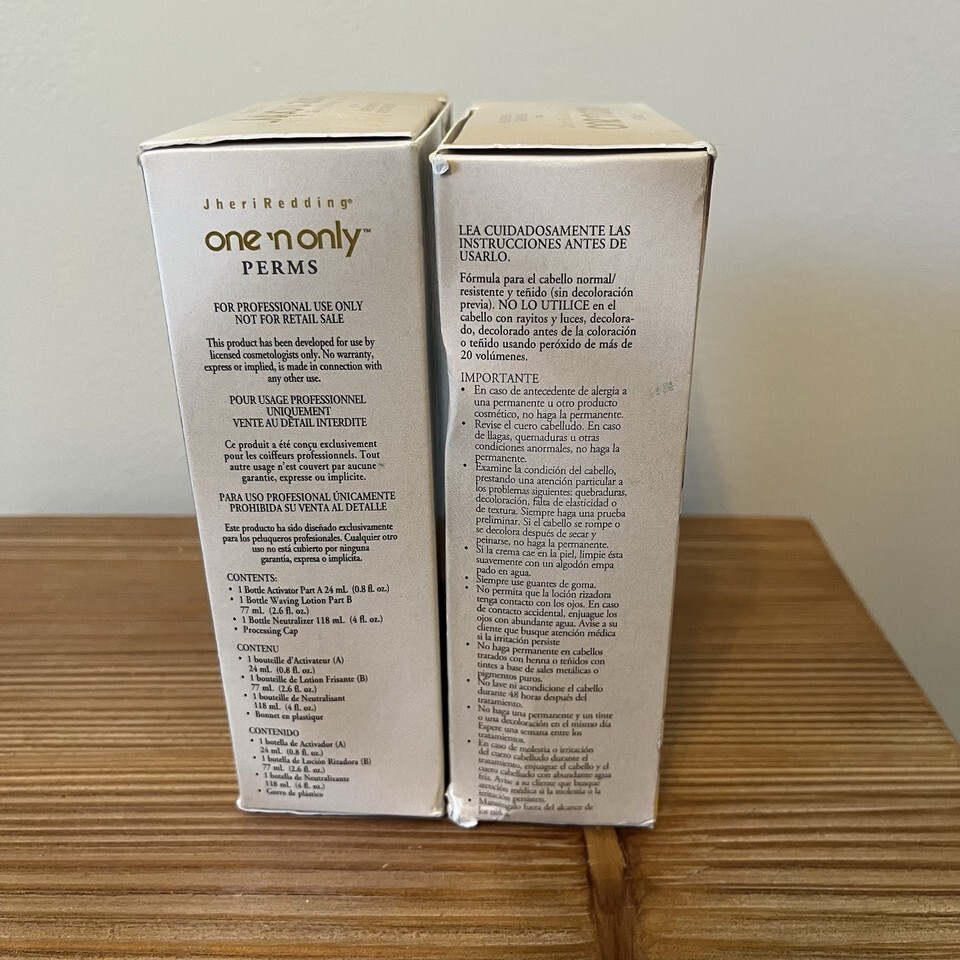 JheriRedding®
one 'n only™
PERMS
FOR PROFESSIONAL USE ONLY
NOT FOR RETAIL SALE
This product has been developed for use by
licensed cosmetologists only. No warranty,
express or implied, is made in connection with
any other use.
POUR USAGE PROFESSIONNEL
UNIQUEMENT
VENTE AU DÉTAIL INTERDITE
Ce produit a été conçu exclusivement
pour les coiffeurs professionnels. Tout
autre usage n'est couvert par aucune
garantie, expresse ou implicite.
PARA USO PROFESIONAL ÚNICAMENTE
PROHIBIDA SU VENTA AL DETALLE
Este producto ha sido diseñado exclusivamente
para los peluqueros profesionales. Cualquier otro
uso no está cubierto por ninguna
garantía, expresa o implícita.
CONTENTS:
• 1 Bottle Activator Part A 24 mL (0.8 fl. oz.)
• 1 Bottle Waving Lotion Part B
77 mL (2.6 fl. oz.)
• 1 Bottle Neutralizer 118 mL (4 fl. oz.)
• Processing Cap
CONTENU
• 1 bouteille d'Activateur (A)
24 mL (0.8 fl. oz.)
• 1 bouteille de Lotion Frisante (B)
77 mL (2.6 fl. oz.)
• 1 bouteille de Neutralisant
118 mL (4 fl. oz.)
• Bonnet en plastique
CONTENIDO
• 1 botella de Activador (A)
24 mL (0.8 fl. oz.)
• 1 botella de Loción Rizadora (B)
77 mL (2.6 fl. oz.)
• 1 botella de Neutralizante
118 mL (4 fl. oz.)
• Gorro de plástico
LEA CUIDADOSAMENTE LAS
INSTRUCCIONES ANTES DE
USARLO.
Fórmula para el cabello normal/
resistente y teñido (sin decoloración
previa). NO LO UTILICE en el
cabello con rayitos y luces, decolora-
do, decolorado antes de la coloración
o teñido usando peróxido de más de
20 volúmenes.
IMPORTANTE
• En caso de antecedente de alergia a
una permanente u otro producto
cosmético, no haga la permanente.
• Revise el cuero cabelludo. En caso
de llagas, quemaduras u otras
condiciones anormales, no haga la
permanente.
• Examine la condición del cabello,
prestando una atención particular a
los problemas siguientes: quebraduras,
decoloración, falta de elasticidad o
de textura. Siempre haga una prueba
preliminar. Si el cabello se rompe o
se decolora después de secar y
peinarse, no haga la permanente.
• Si la crema cae en la piel, limpie ésta
suavemente con un algodón empa
pado en agua.
• Siempre use guantes de goma.
• No permita que la loción rizadora
tenga contacto con los ojos. En caso
de contacto accidental, enjuague los
ojos con abundante agua. Avise a su
cliente que busque atención médica
si la irritación persiste
• No haga permanente en cabellos
tratados con henna o teñidos con
tintes a base de sales metálicas o
pigmentos puros.
• No lave ni acondicione el cabello
durante 48 horas después del
tratamiento.
• No haga una permanente y un tinte
o una decoloración en el mismo día
Espere una semana entre los
tratamientos.
• En caso de molestia o irritación
del cuero cabelludo durante el
tratamiento, enjuague el cabello y el
cuero cabelludo con abundante agua
fría. Avise a su cliente que busque
atención médica si la molestia o la
irritación persisten.
• Manténgalo fuera del alcance de
los niños.